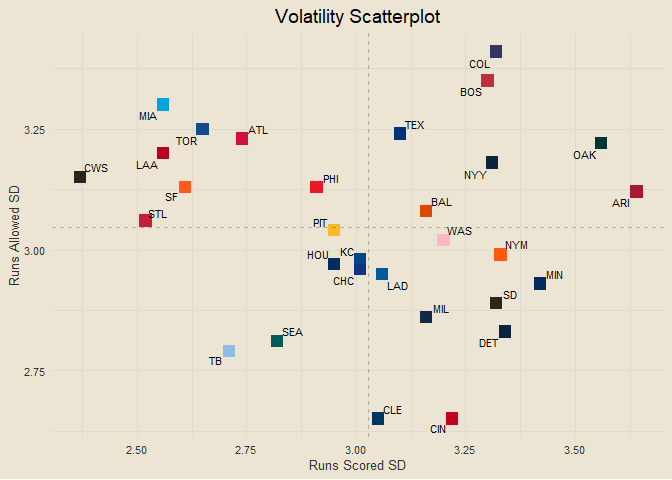 Volatility Scatterplot
COL
BOS
MIA
TOR
ATL
TEX
OAK
LAA
CWS
NYY
SF
PHI
ARI
STL
BAL
PIT
WAS
HOU
KC
NYM
CHC
LAD
MIN
SD
MIL
SEA
DET
TB
CLE
CIN
3.25
3.00
2.75
Runs Allowed SD
2.50
2.75
3.00
3.25
3.50
Runs Scored SD